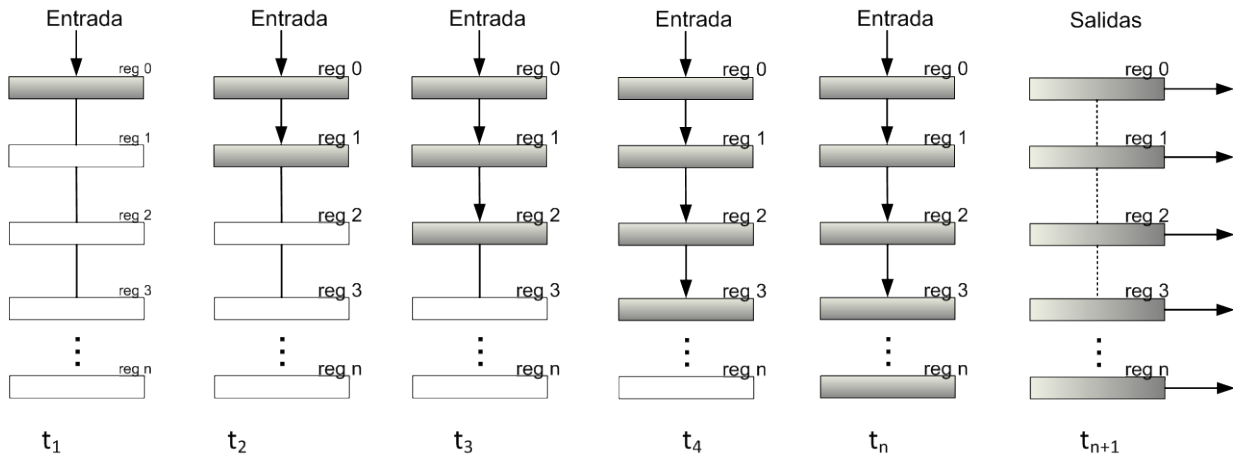 Entrada Entrada Entrada Entrada Entrada Salidas
reg 0 reg 0 reg 0 reg 0 reg 0 reg 0
reg 1 reg 1 reg 1 reg 1 reg 1 reg 1
reg 2 reg 2 reg 2 reg 2 reg 2 reg 2
reg 3 reg 3 reg 3 reg 3 reg 3 reg 3
reg n reg n reg n reg n reg n reg n
t₁ t₂ t₃ t₄ tₙ tₙ₊₁